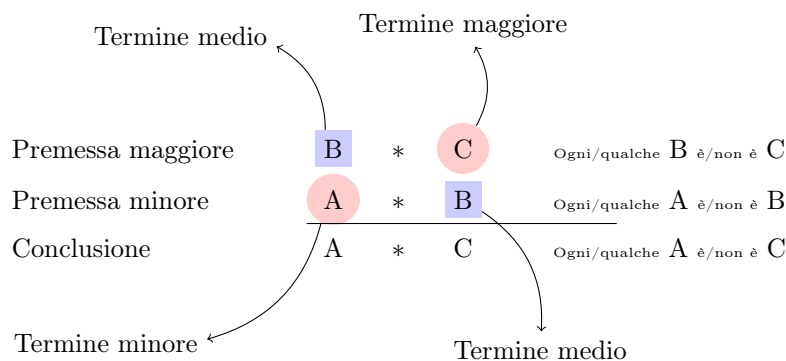 Termine medio
Termine maggiore
Premessa maggiore B * C Ogni/qualche B è/non è C
Premessa minore A * B Ogni/qualche A è/non è B
Conclusione A * C Ogni/qualche A è/non è C
Termine minore
Termine medio